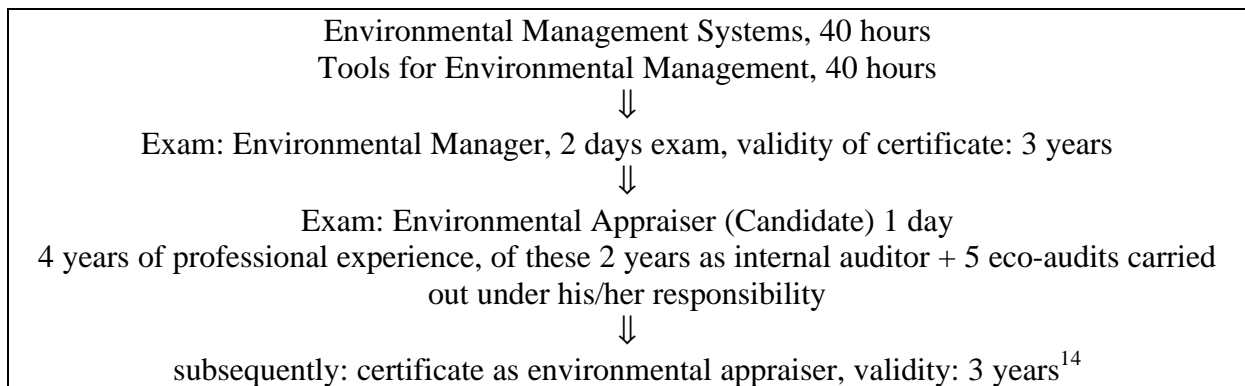 Environmental Management Systems, 40 hours
Tools for Environmental Management, 40 hours
⇓
Exam: Environmental Manager, 2 days exam, validity of certificate: 3 years
⇓
Exam: Environmental Appraiser (Candidate) 1 day
4 years of professional experience, of these 2 years as internal auditor + 5 eco-audits carried
out under his/her responsibility
⇓
subsequently: certificate as environmental appraiser, validity: 3 years14